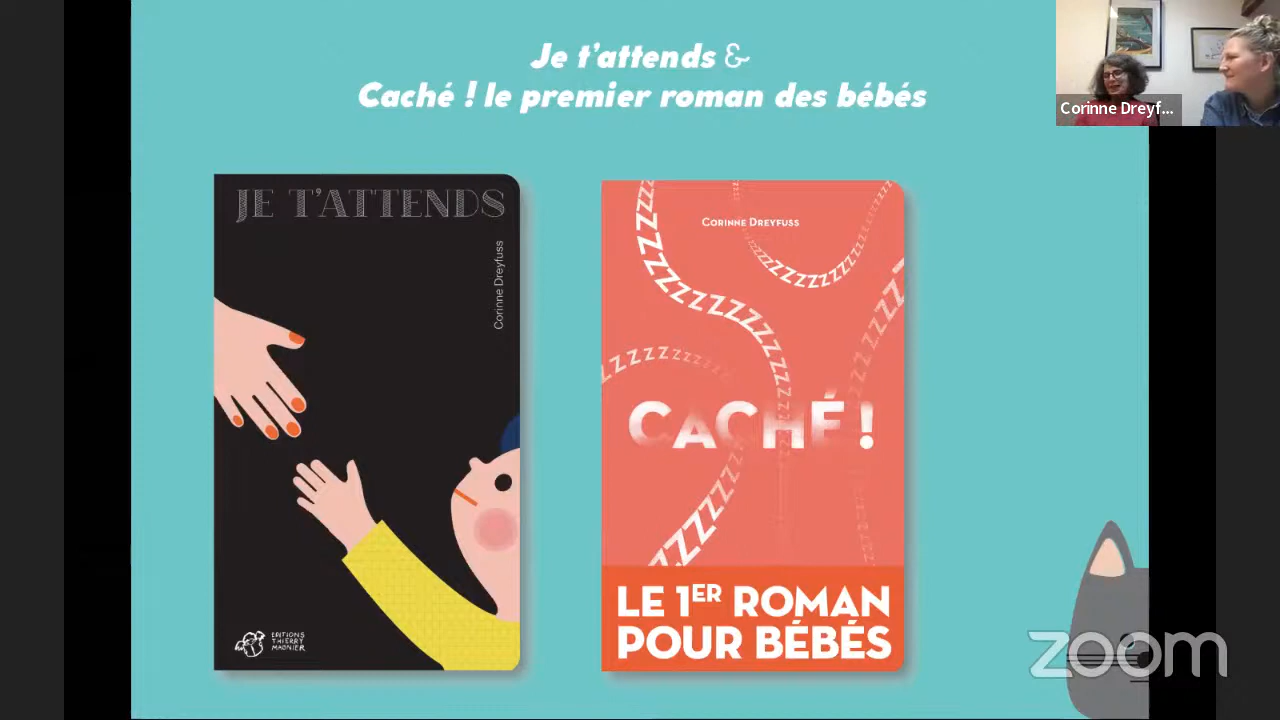 Je t'attends &
Caché ! le premier roman des bébés
Corinne Dreyf...
JE T'ATTENDS
Corinne Dreyfuss
EDITIONS
THIERRY
MAGNIER
CORINNE DREYFUSS
CACHÉ !
LE 1ER ROMAN
POUR BÉBÉS
zoom